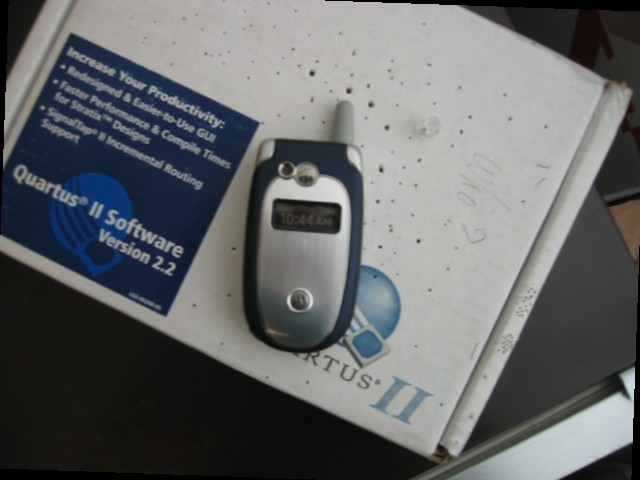 Increase Your Productivity:
• Redesigned & Easier-to-Use GUI
• Faster Performance & Compile Times
for Stratix™ Designs
• SignalTap® II Incremental Routing
Support
Quartus® II Software
Version 2.2
10:44AM
ARTUS® II